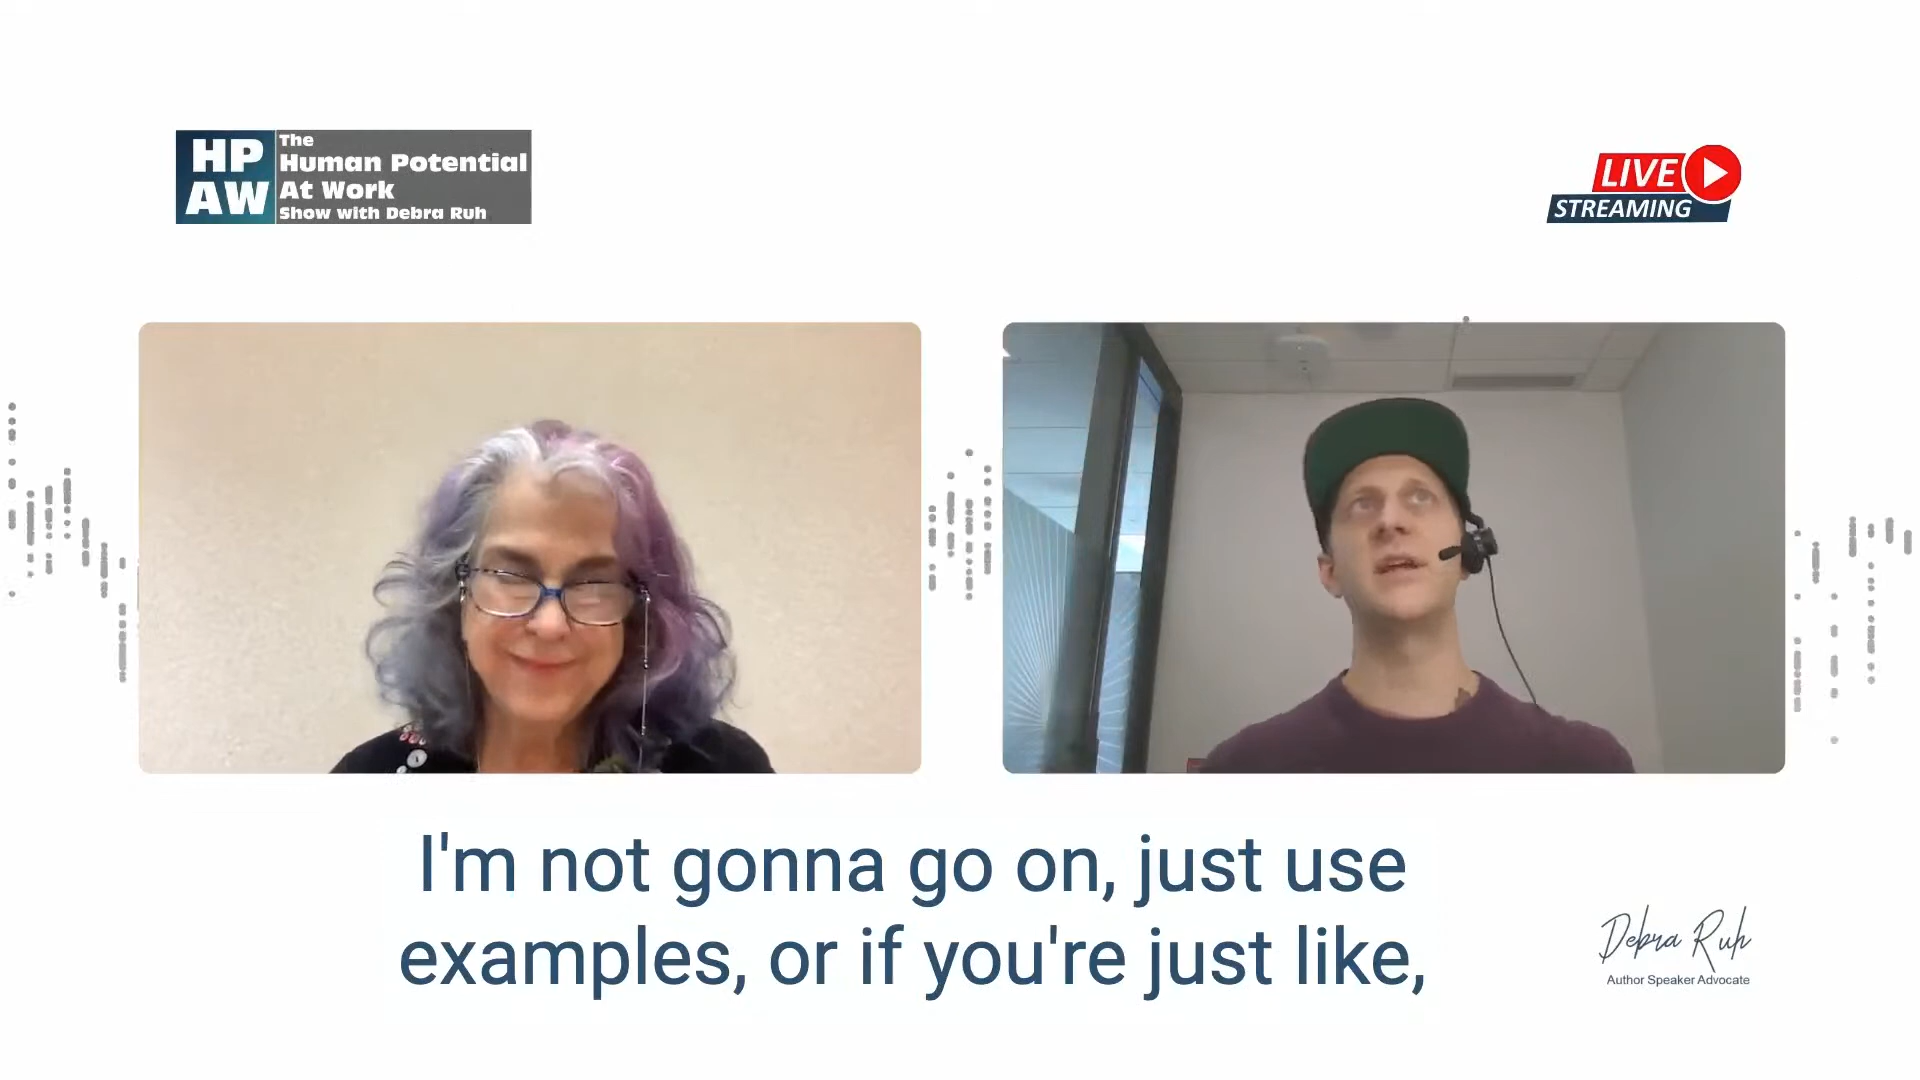 HP
AW
The
Human Potential
At Work
Show with Debra Ruh
LIVE
STREAMING
I'm not gonna go on, just use
examples, or if you're just like,
Debra Ruh
Author Speaker Advocate